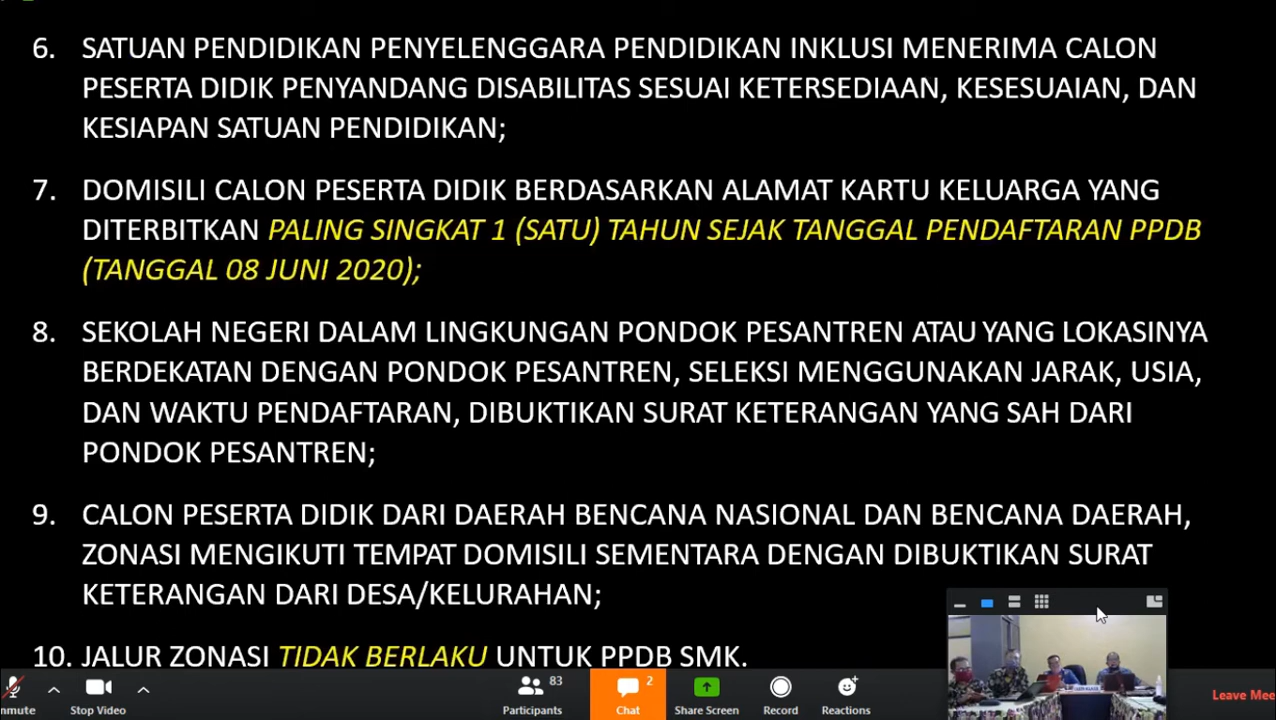 6. SATUAN PENDIDIKAN PENYELENGGARA PENDIDIKAN INKLUSI MENERIMA CALON
PESERTA DIDIK PENYANDANG DISABILITAS SESUAI KETERSEDIAAN, KESESUAIAN, DAN
KESIAPAN SATUAN PENDIDIKAN;
7. DOMISILI CALON PESERTA DIDIK BERDASARKAN ALAMAT KARTU KELUARGA YANG
DITERBITKAN PALING SINGKAT 1 (SATU) TAHUN SEJAK TANGGAL PENDAFTARAN PPDB
(TANGGAL 08 JUNI 2020);
8. SEKOLAH NEGERI DALAM LINGKUNGAN PONDOK PESANTREN ATAU YANG LOKASINYA
BERDEKATAN DENGAN PONDOK PESANTREN, SELEKSI MENGGUNAKAN JARAK, USIA,
DAN WAKTU PENDAFTARAN, DIBUKTIKAN SURAT KETERANGAN YANG SAH DARI
PONDOK PESANTREN;
9. CALON PESERTA DIDIK DARI DAERAH BENCANA NASIONAL DAN BENCANA DAERAH,
ZONASI MENGIKUTI TEMPAT DOMISILI SEMENTARA DENGAN DIBUKTIKAN SURAT
KETERANGAN DARI DESA/KELURAHAN;
10. JALUR ZONASI TIDAK BERLAKU UNTUK PPDB SMK.
83
2
nmute
Stop Video
Participants
Chat
Share Screen
Record
Reactions
Leave Mee